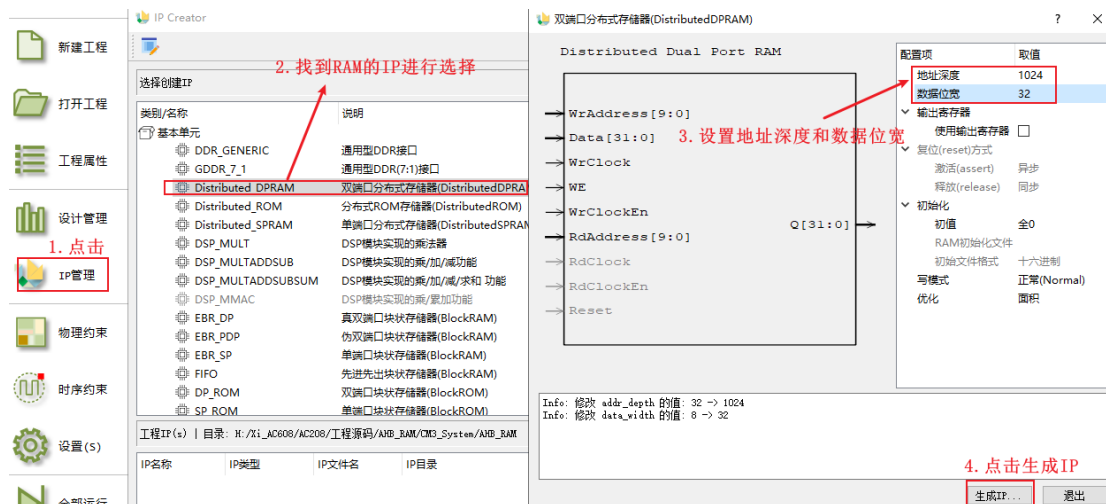 新建工程
打开工程
工程属性
设计管理
1. 点击
IP管理
物理约束
时序约束
设置(S)
全部运行
IP Creator
2. 找到RAM的IP进行选择
选择创建IP
类别/名称 说明
基本单元
DDR_GENERIC 通用型DDR接口
GDDR_7_1 通用型DDR(7:1)接口
Distributed_DPRAM 双端口分布式存储器(DistributedDPRA
Distributed_ROM 分布式ROM存储器(DistributedROM)
Distributed_SPRAM 单端口分布式存储器(DistributedSPRAM
DSP_MULT DSP模块实现的乘法器
DSP_MULTADDSUB DSP模块实现的乘/加/减功能
DSP_MULTADDSUBSUM DSP模块实现的乘/加/减/求和 功能
DSP_MMAC DSP模块实现的乘/累加功能
EBR_DP 真双端口块状存储器(BlockRAM)
EBR_PDP 伪双端口块状存储器(BlockRAM)
EBR_SP 单端口块状存储器(BlockRAM)
FIFO 先进先出块状存储器(BlockRAM)
DP_ROM 双端口块状存储器(BlockROM)
SP_ROM 单端口块状存储器(BlockROM)
工程IP(s) | 目录: H:/Xi_AC608/AC208/工程源码/AHB_RAM/CM3_System/AHB_RAM
IP名称 IP类型 IP文件名 IP目录
双端口分布式存储器(DistributedDPRAM)
? ×
Distributed Dual Port RAM
WrAddress[9:0]
Data[31:0]
WrClock
WE
WrClockEn
RdAddress[9:0]
RdClock
RdClockEn
Reset
Q[31:0]
3. 设置地址深度和数据位宽
配置项 取值
地址深度 1024
数据位宽 32
输出寄存器
使用输出寄存器
复位(reset)方式
激活(assert) 异步
释放(release) 同步
初始化
初值 全0
RAM初始化文件
初始文件格式 十六进制
写模式 正常(Normal)
优化 面积
Info: 修改 addr_depth 的值: 32 -> 1024
Info: 修改 data_width 的值: 8 -> 32
4. 点击生成IP
生成IP... 退出